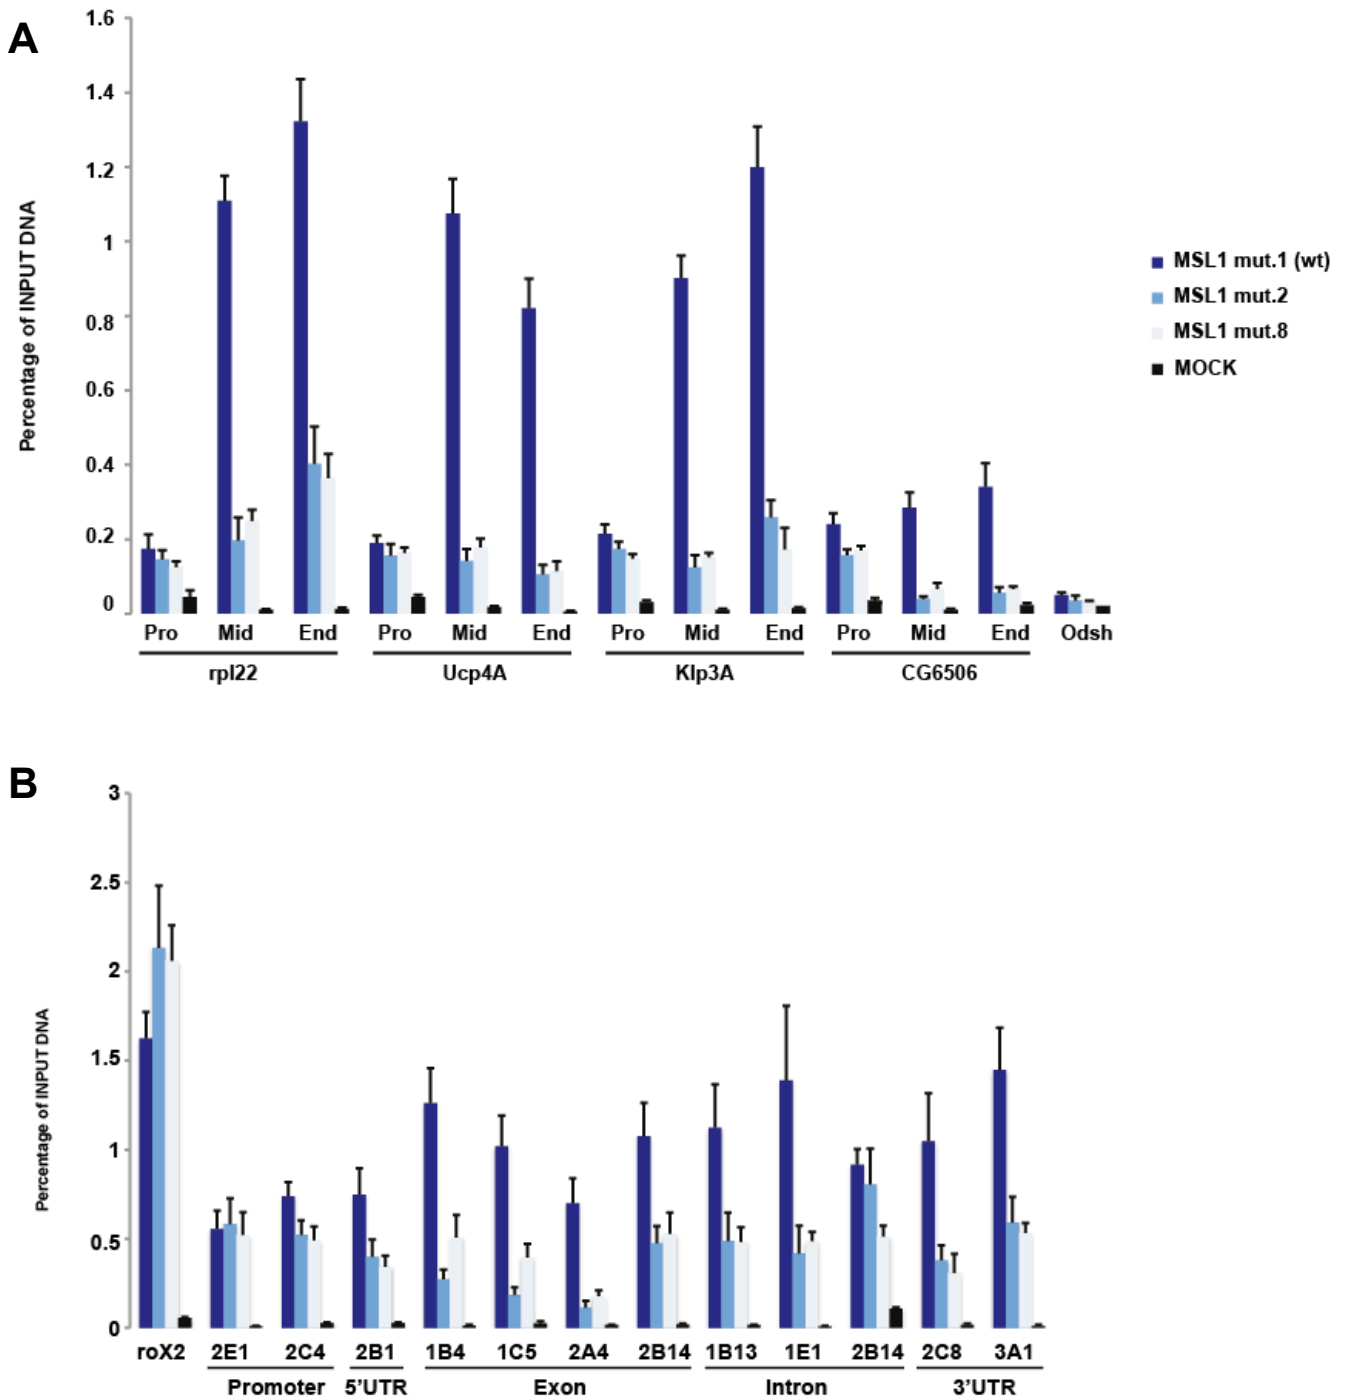 A
Percentage of INPUT DNA
1.6
1.4
1.2
1
0.8
0.6
0.4
0.2
0
Pro Mid End Pro Mid End Pro Mid End Pro Mid End Odsh
rpl22 Ucp4A Klp3A CG6506
MSL1 mut.1 (wt)
MSL1 mut.2
MSL1 mut.8
MOCK
B
Percentage of INPUT DNA
3
2.5
2
1.5
1
0.5
0
roX2 2E1 2C4 2B1 1B4 1C5 2A4 2B14 1B13 1E1 2B14 2C8 3A1
Promoter 5'UTR Exon Intron 3'UTR